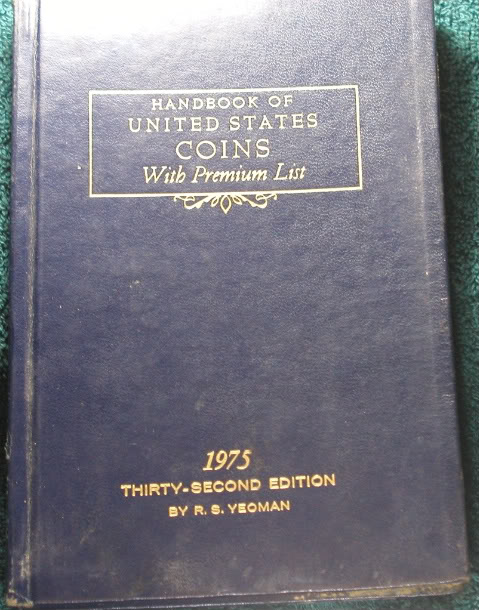 HANDBOOK OF
UNITED STATES
COINS
With Premium List
1975
THIRTY-SECOND EDITION
BY R. S. YEOMAN